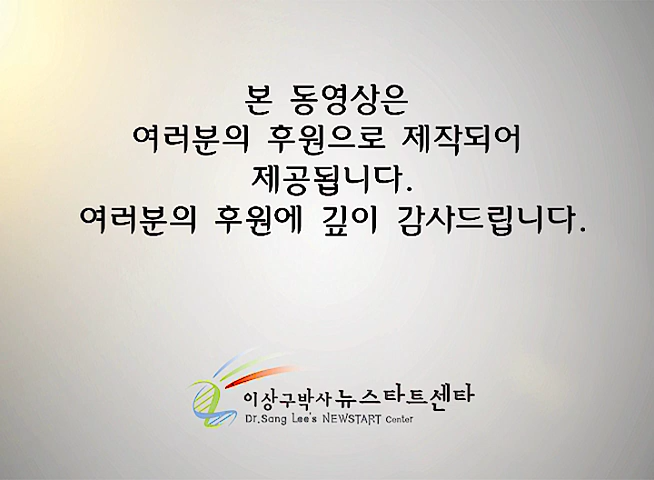 본 동영상은
여러분의 후원으로 제작되어
제공됩니다.
여러분의 후원에 깊이 감사드립니다.
이상구박사 뉴스타트센타
Dr.Sang Lee's NEWSTART Center